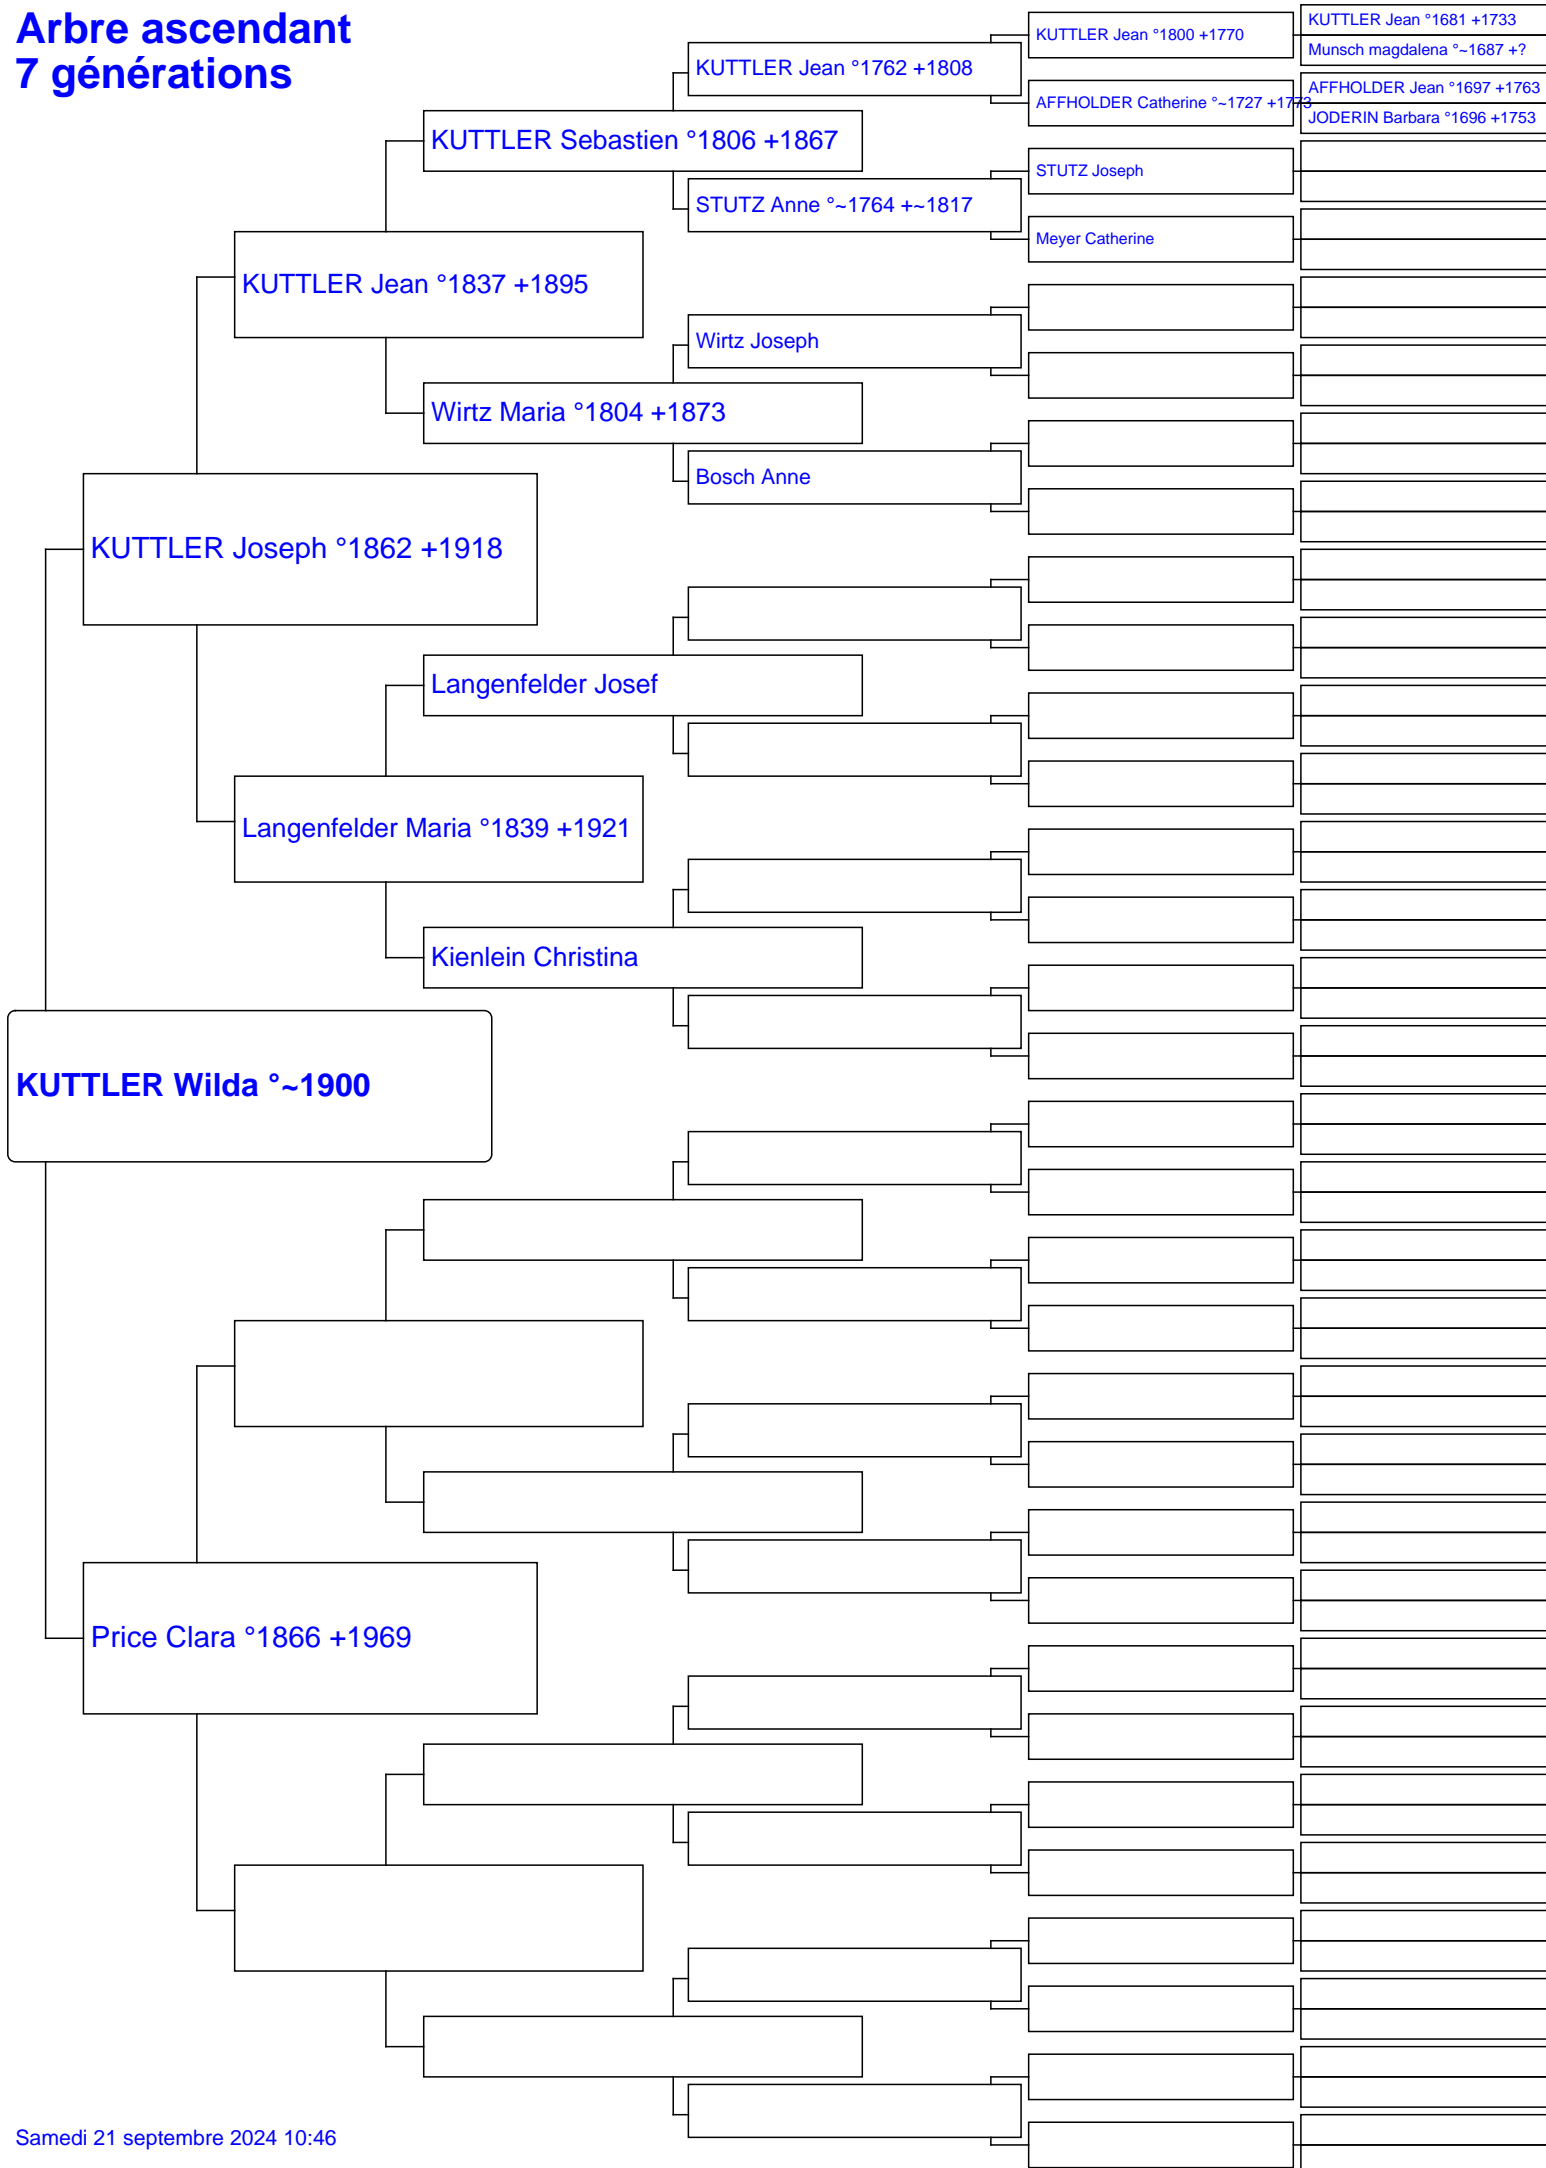 Arbre ascendant
7 générations
KUTTLER Jean °1681 +1733
Munsch magdalena °~1687 +?
KUTTLER Jean °1800 +1770
KUTTLER Jean °1762 +1808
AFFHOLDER Jean °1697 +1763
AFFHOLDER Catherine °~1727 +1773
JODERIN Barbara °1696 +1753
KUTTLER Sebastien °1806 +1867
STUTZ Joseph
STUTZ Anne °~1764 +~1817
Meyer Catherine
KUTTLER Jean °1837 +1895
Wirtz Joseph
Wirtz Maria °1804 +1873
Bosch Anne
KUTTLER Joseph °1862 +1918
Langenfelder Josef
Langenfelder Maria °1839 +1921
Kienlein Christina
KUTTLER Wilda °~1900
Price Clara °1866 +1969
Samedi 21 septembre 2024 10:46